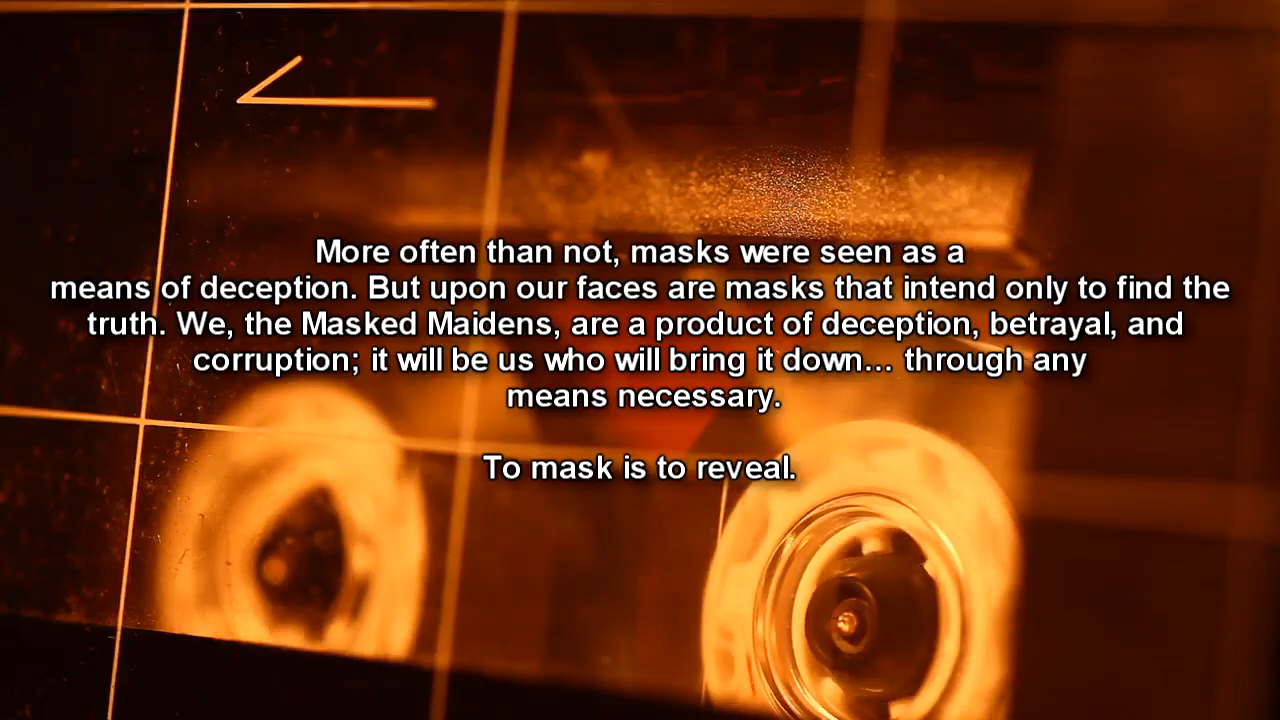 More often than not, masks were seen as a
means of deception. But upon our faces are masks that intend only to find the
truth. We, the Masked Maidens, are a product of deception, betrayal, and
corruption; it will be us who will bring it down... through any
means necessary.
To mask is to reveal.